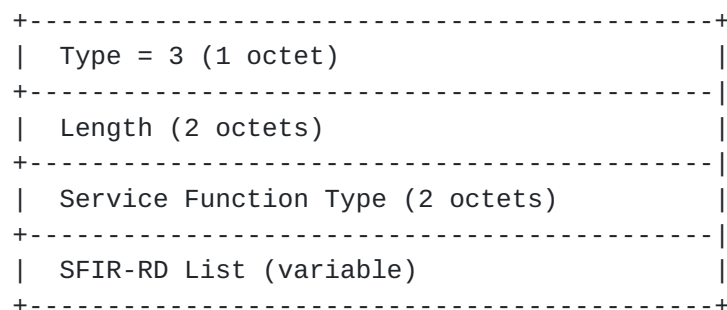 +-------------------------------------------+
|  Type = 3 (1 octet)                       |
+-------------------------------------------|
|  Length (2 octets)                        |
+-------------------------------------------|
|  Service Function Type (2 octets)         |
+-------------------------------------------|
|  SFIR-RD List (variable)                  |
+-------------------------------------------+